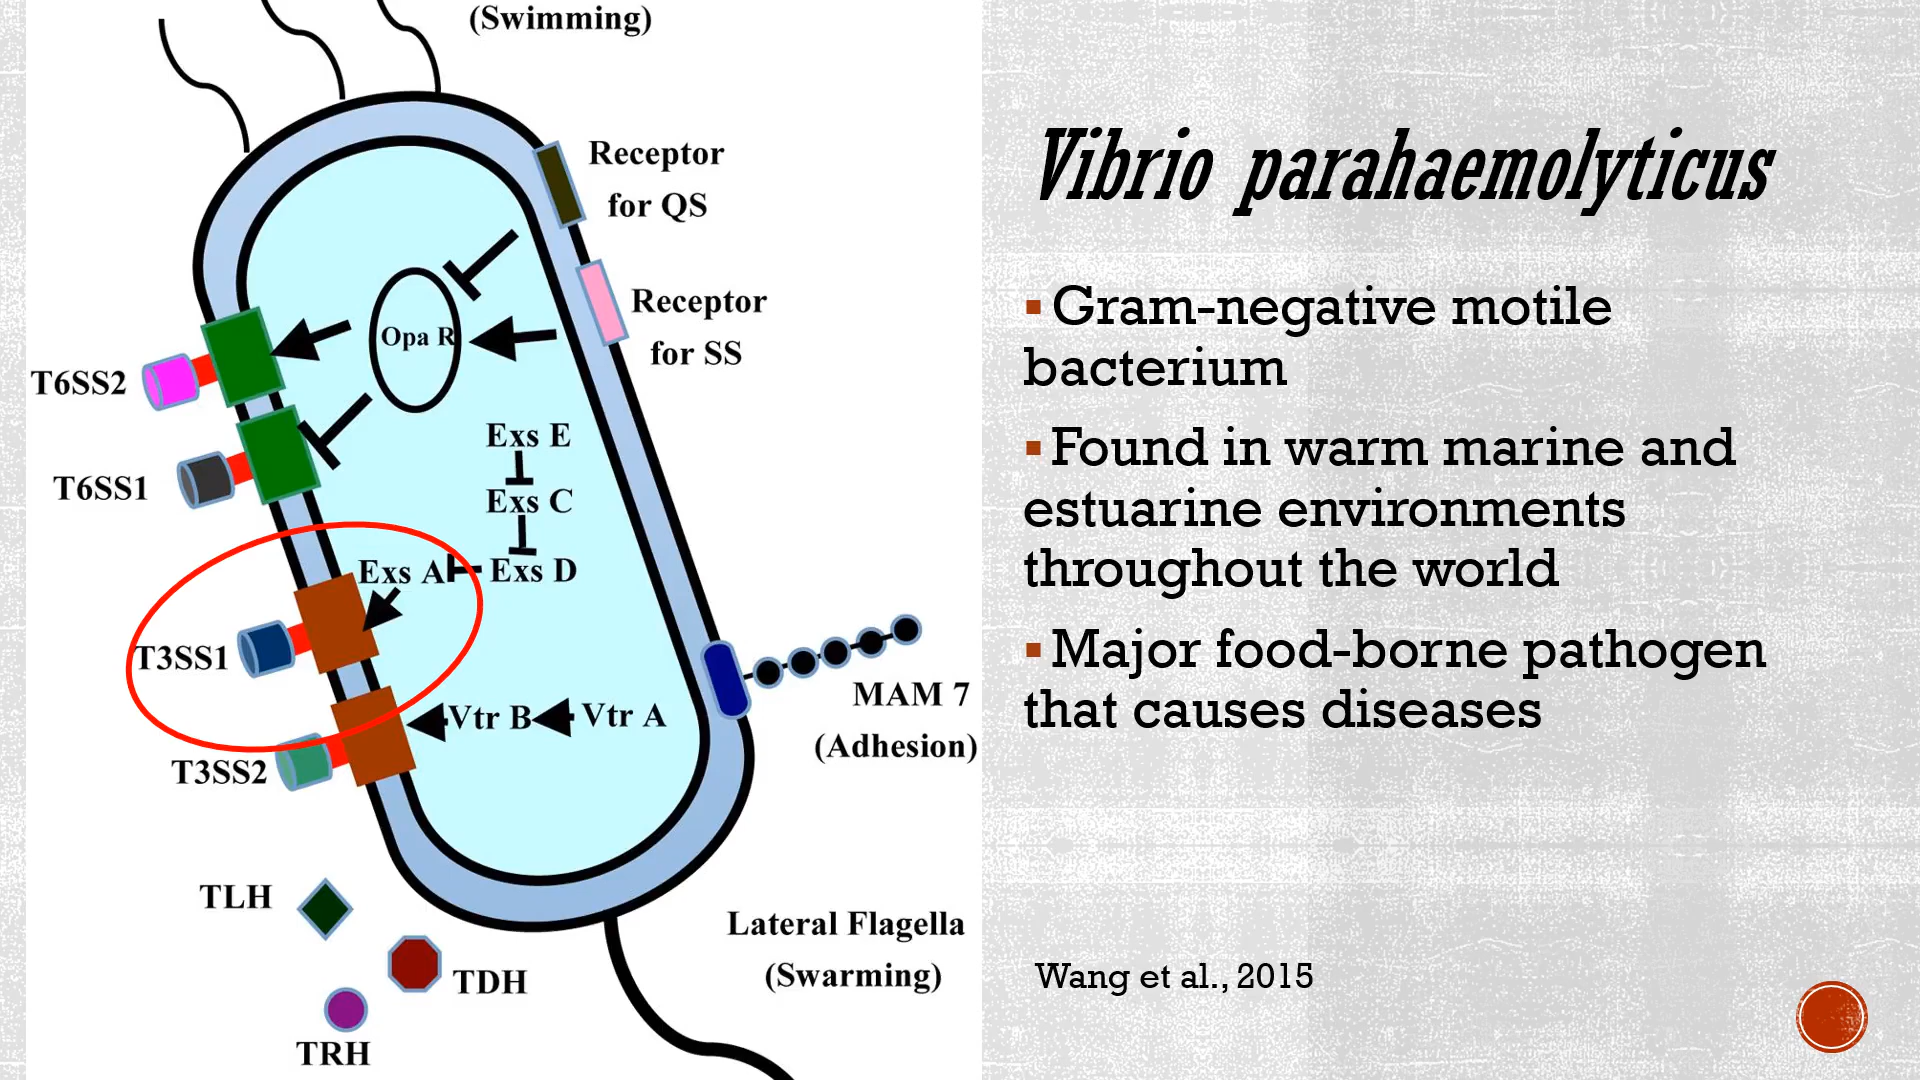 (Swimming)
Receptor
for QS
Receptor
for SS
Opa R
T6SS2
T6SS1
Exs E
Exs C
Exs A
Exs D
T3SS1
Vtr B
Vtr A
T3SS2
MAM 7
(Adhesion)
TLH
TDH
TRH
Lateral Flagella
(Swarming)
Vibrio parahaemolyticus
▪Gram-negative motile
bacterium
▪Found in warm marine and
estuarine environments
throughout the world
▪Major food-borne pathogen
that causes diseases
Wang et al., 2015